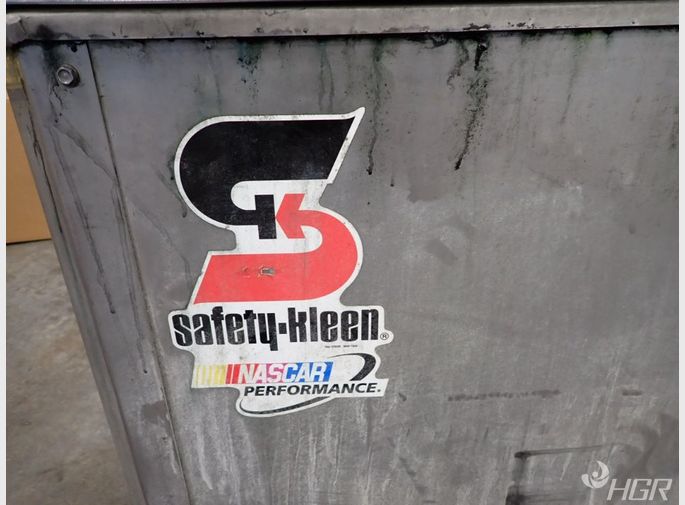 safety-kleen®
NASCAR
PERFORMANCE.
HGR